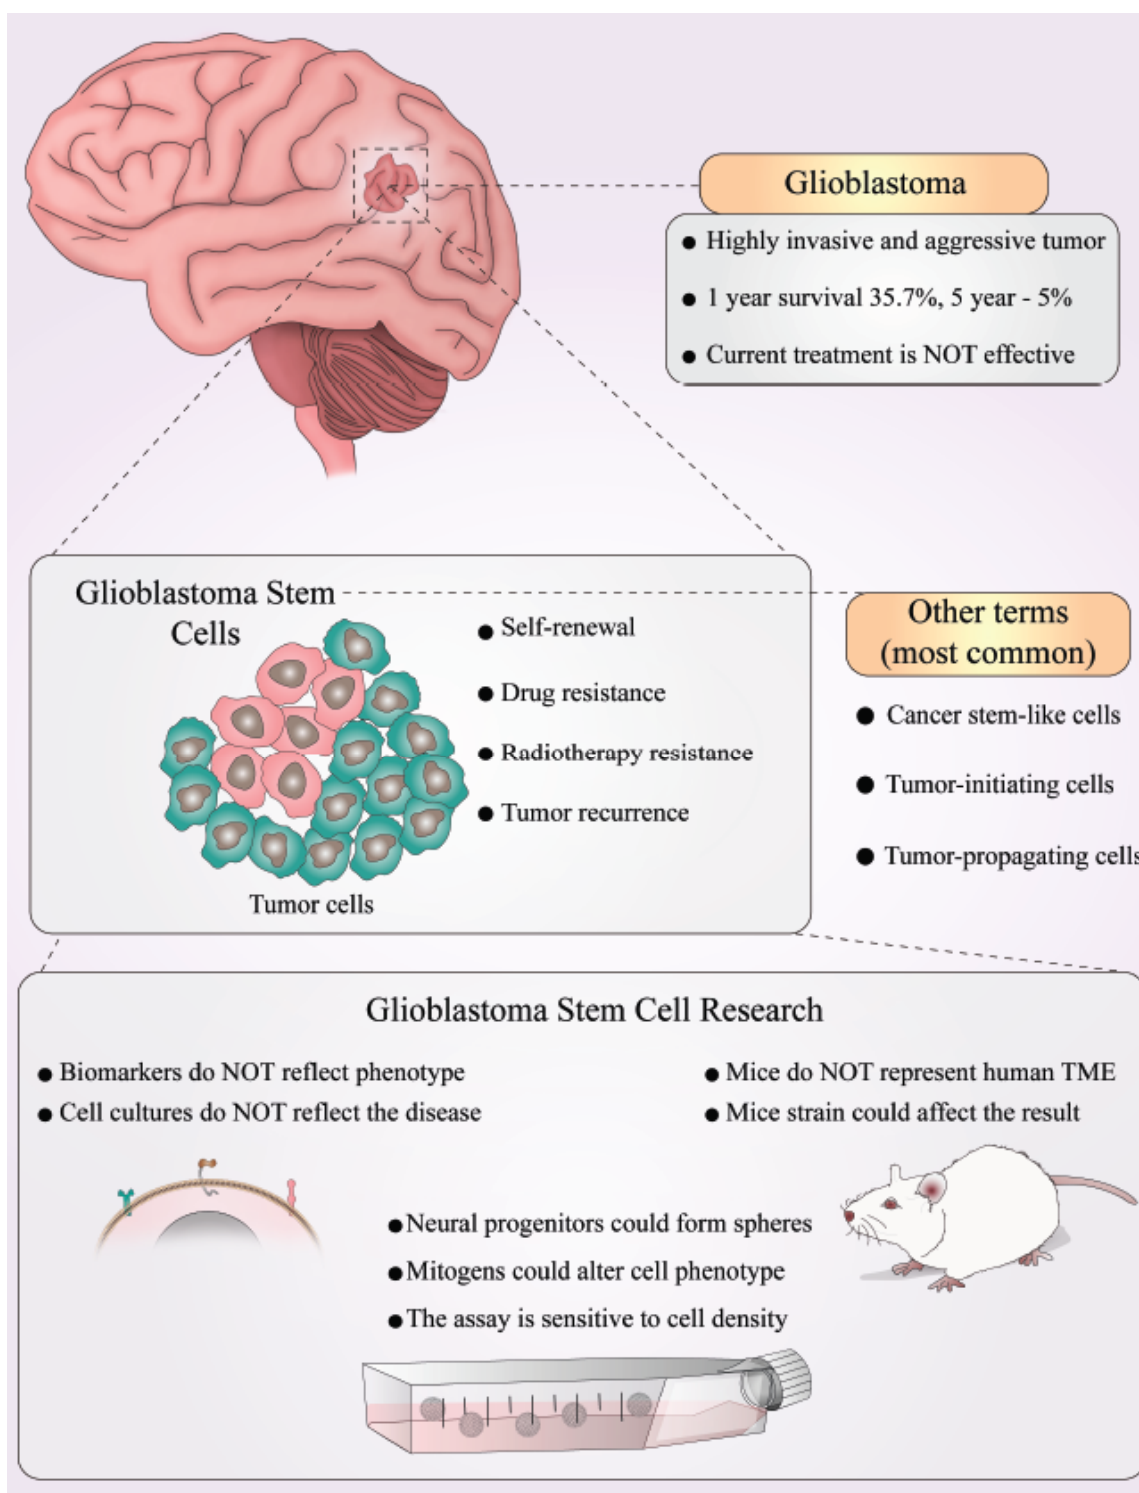 Glioblastoma
● Highly invasive and aggressive tumor
● 1 year survival 35.7%, 5 year - 5%
● Current treatment is NOT effective
Glioblastoma Stem
Cells
● Self-renewal
● Drug resistance
● Radiotherapy resistance
● Tumor recurrence
Tumor cells
Other terms
(most common)
● Cancer stem-like cells
● Tumor-initiating cells
● Tumor-propagating cells
Glioblastoma Stem Cell Research
● Biomarkers do NOT reflect phenotype
● Cell cultures do NOT reflect the disease
● Mice do NOT represent human TME
● Mice strain could affect the result
● Neural progenitors could form spheres
● Mitogens could alter cell phenotype
● The assay is sensitive to cell density